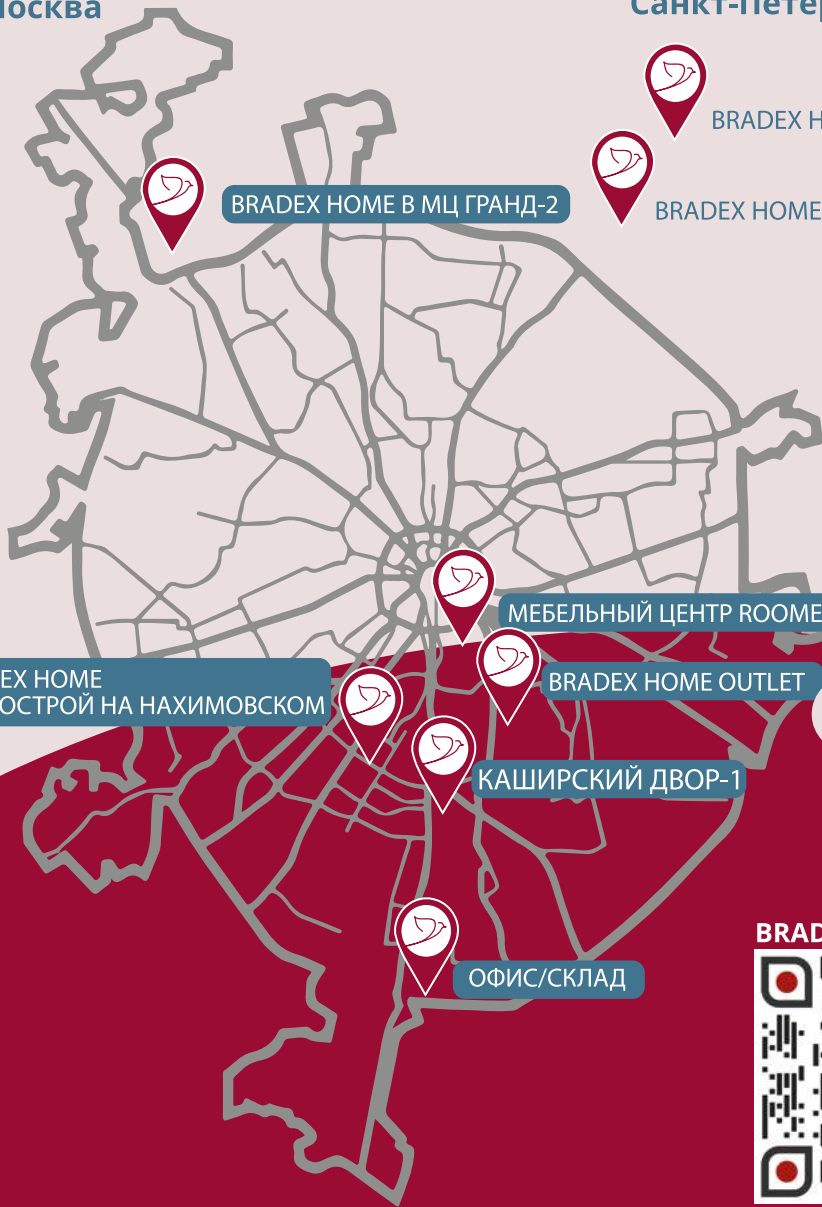 Москва
Санкт-Петер
BRADEX H
BRADEX HOME
BRADEX HOME В МЦ ГРАНД-2
МЕБЕЛЬНЫЙ ЦЕНТР ROOME
EX HOME
ОСТРОЙ НА НАХИМОВСКОМ
BRADEX HOME OUTLET
КАШИРСКИЙ ДВОР-1
ОФИС/СКЛАД
BRAD